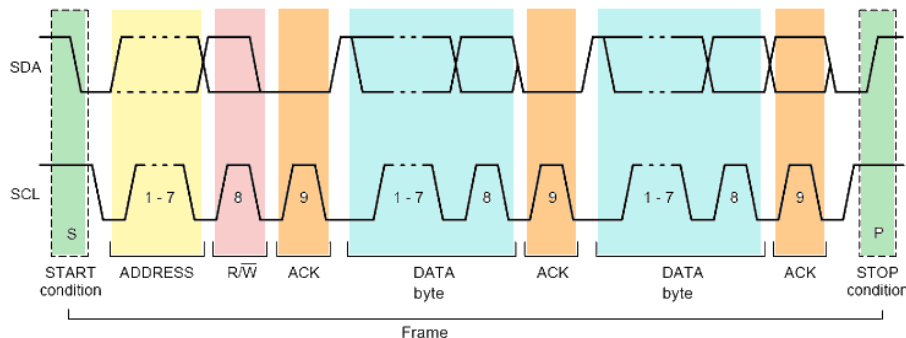 SDA
SCL
1 - 7
8
9
1 - 7
8
9
1 - 7
8
9
S
P
START
condition
ADDRESS
R/W̅
ACK
DATA
byte
ACK
DATA
byte
ACK
STOP
condition
Frame